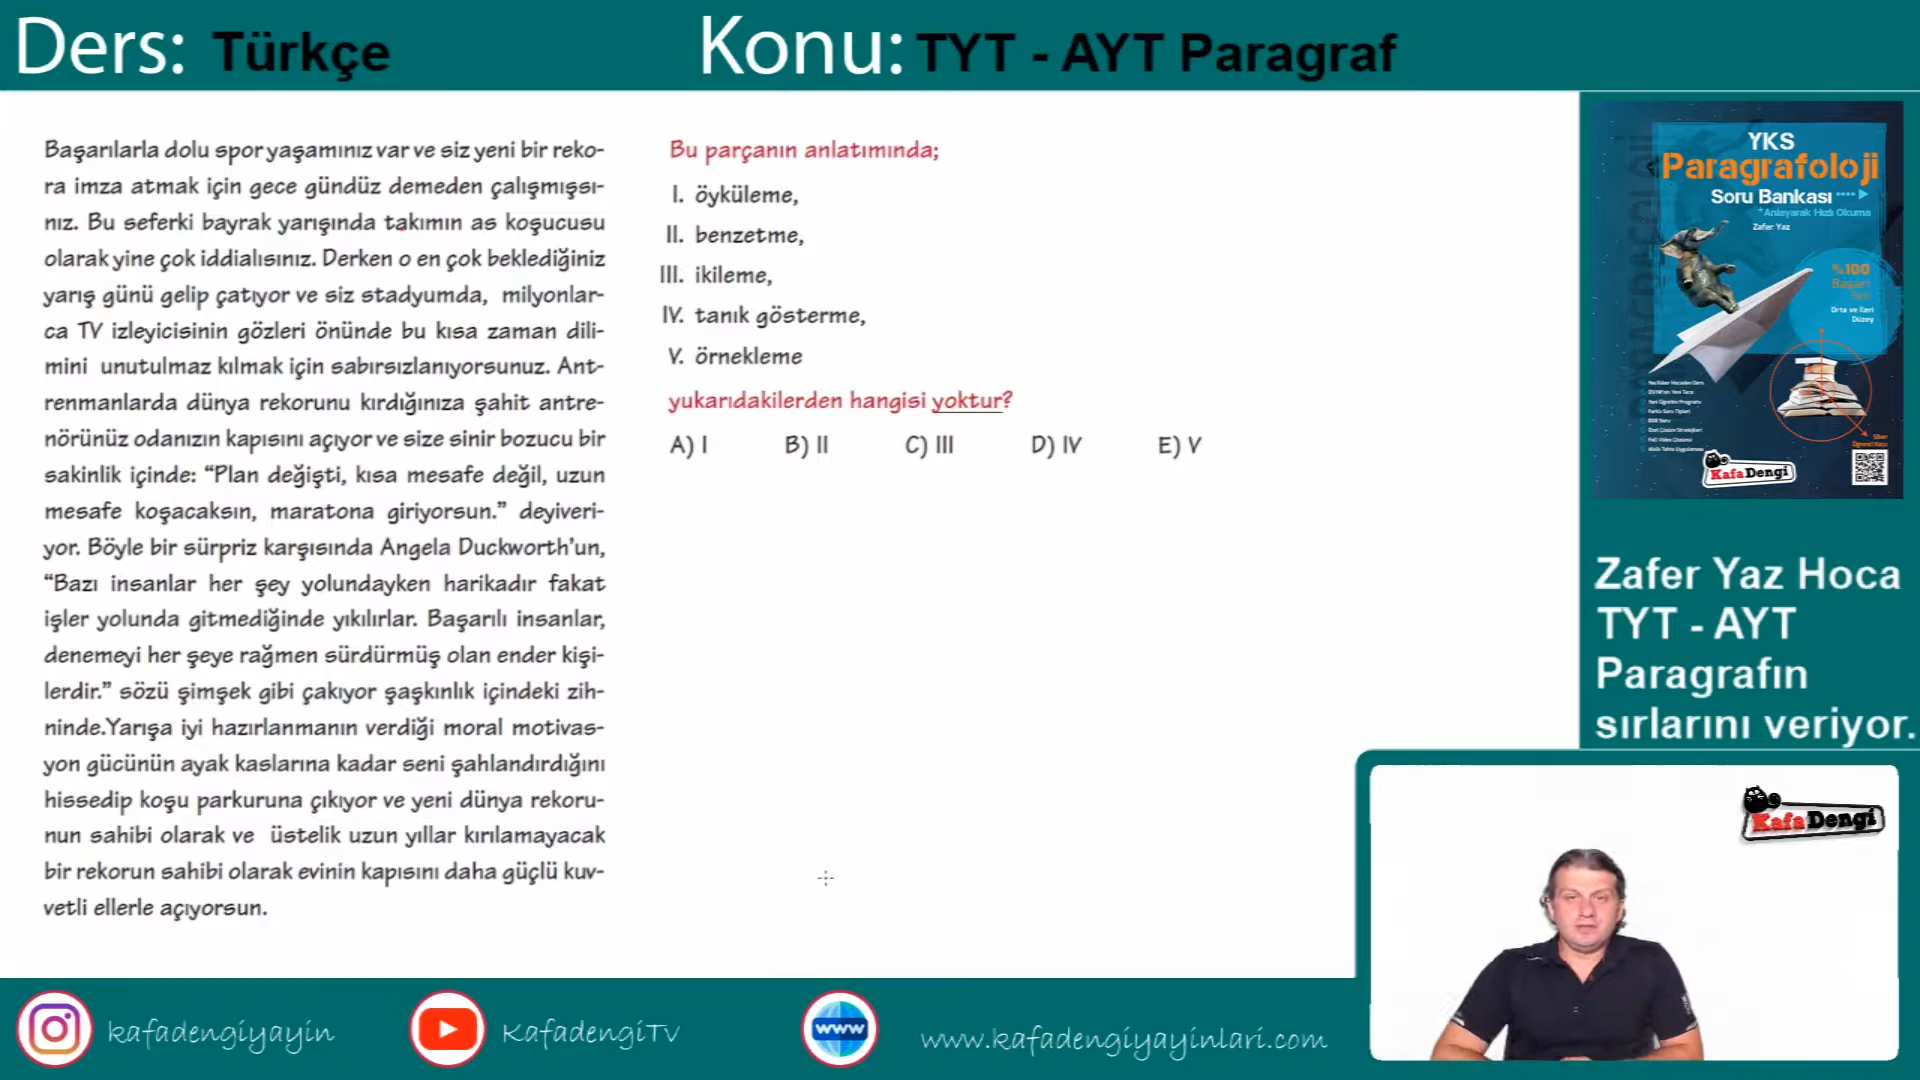 Ders: Türkçe
Konu: TYT - AYT Paragraf
Başarılarla dolu spor yaşamınız var ve siz yeni bir reko-
ra imza atmak için gece gündüz demeden çalışmışsı-
nız. Bu seferki bayrak yarışında takımın as koşucusu
olarak yine çok iddialısınız. Derken o en çok beklediğiniz
yarış günü gelip çatıyor ve siz stadyumda, milyonlar-
ca TV izleyicisinin gözleri önünde bu kısa zaman dili-
mini unutulmaz kılmak için sabırsızlanıyorsunuz. Ant-
renmanlarda dünya rekorunu kırdığınıza şahit antre-
nörünüz odanızın kapısını açıyor ve size sinir bozucu bir
sakinlik içinde: “Plan değişti, kısa mesafe değil, uzun
mesafe koşacaksın, maratona giriyorsun.” deyiveri-
yor. Böyle bir sürpriz karşısında Angela Duckworth’un,
“Bazı insanlar her şey yolundayken harikadır fakat
işler yolunda gitmediğinde yıkılırlar. Başarılı insanlar,
denemeyi her şeye rağmen sürdürmüş olan ender kişi-
lerdir.” sözü şimşek gibi çakıyor şaşkınlık içindeki zih-
ninde.Yarışa iyi hazırlanmanın verdiği moral motivas-
yon gücünün ayak kaslarına kadar seni şahlandırdığını
hissedip koşu parkuruna çıkıyor ve yeni dünya rekoru-
nun sahibi olarak ve üstelik uzun yıllar kırılamayacak
bir rekorun sahibi olarak evinin kapısını daha güçlü kuv-
vetli ellerle açıyorsun.
Bu parçanın anlatımında;
I. öyküleme,
II. benzetme,
III. ikileme,
IV. tanık gösterme,
V. örnekleme
yukarıdakilerden hangisi yoktur?
A) I B) II C) III D) IV E) V
YKS
Paragrafoloji
Soru Bankası
+Anlayarak Hızlı Okuma
Zafer Yaz
%100
Başarı
Orta ve İleri
Düzey
KafaDengi
Zafer Yaz Hoca
TYT - AYT
Paragrafın
sırlarını veriyor.
KafaDengi
kafadengiyayin
KafadengiTV
www
www.kafadengiyayinlari.com